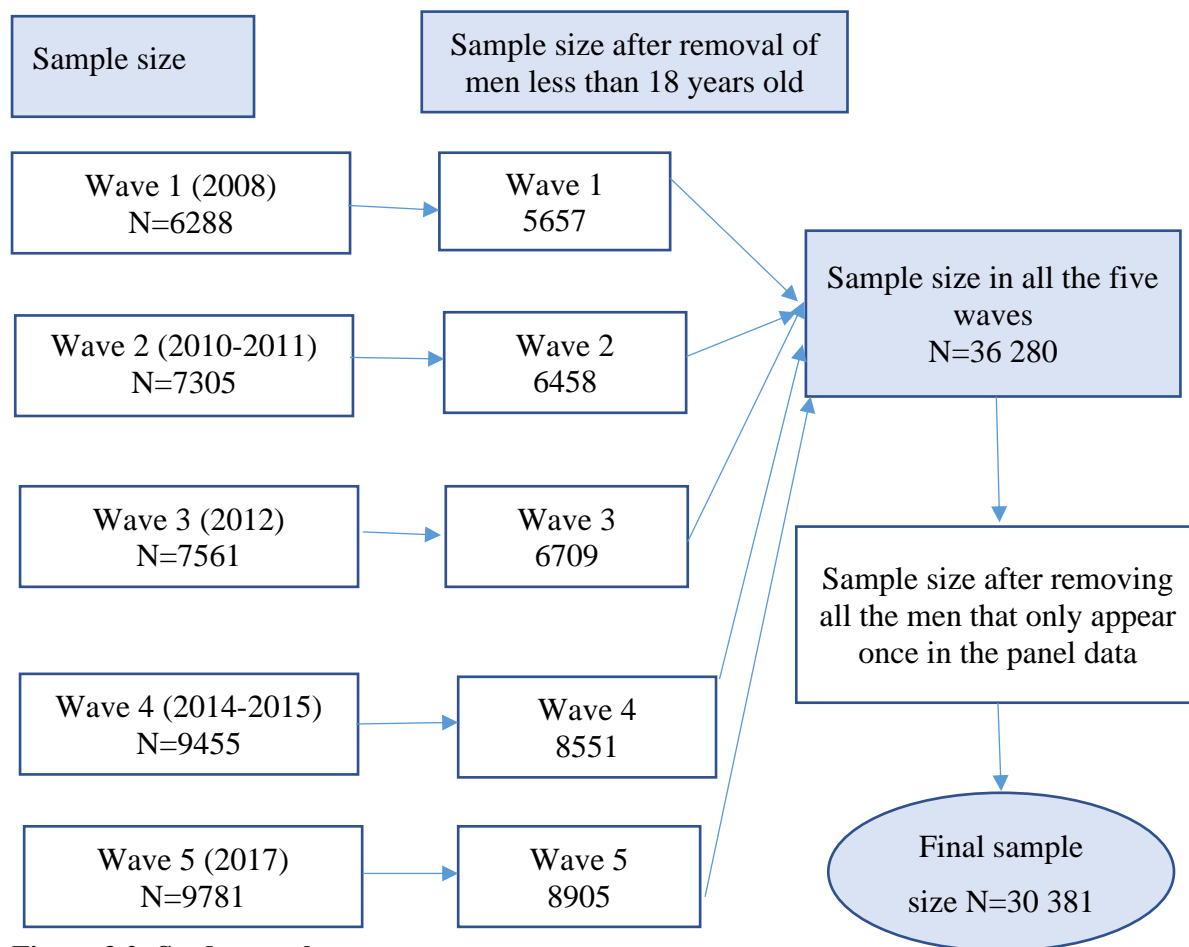 Sample size
Sample size after removal of
men less than 18 years old
Wave 1 (2008)
N=6288
Wave 1
5657
Wave 2 (2010-2011)
N=7305
Wave 2
6458
Wave 3 (2012)
N=7561
Wave 3
6709
Wave 4 (2014-2015)
N=9455
Wave 4
8551
Wave 5 (2017)
N=9781
Wave 5
8905
Sample size in all the five
waves
N=36 280
Sample size after removing
all the men that only appear
once in the panel data
Final sample
size N=30 381